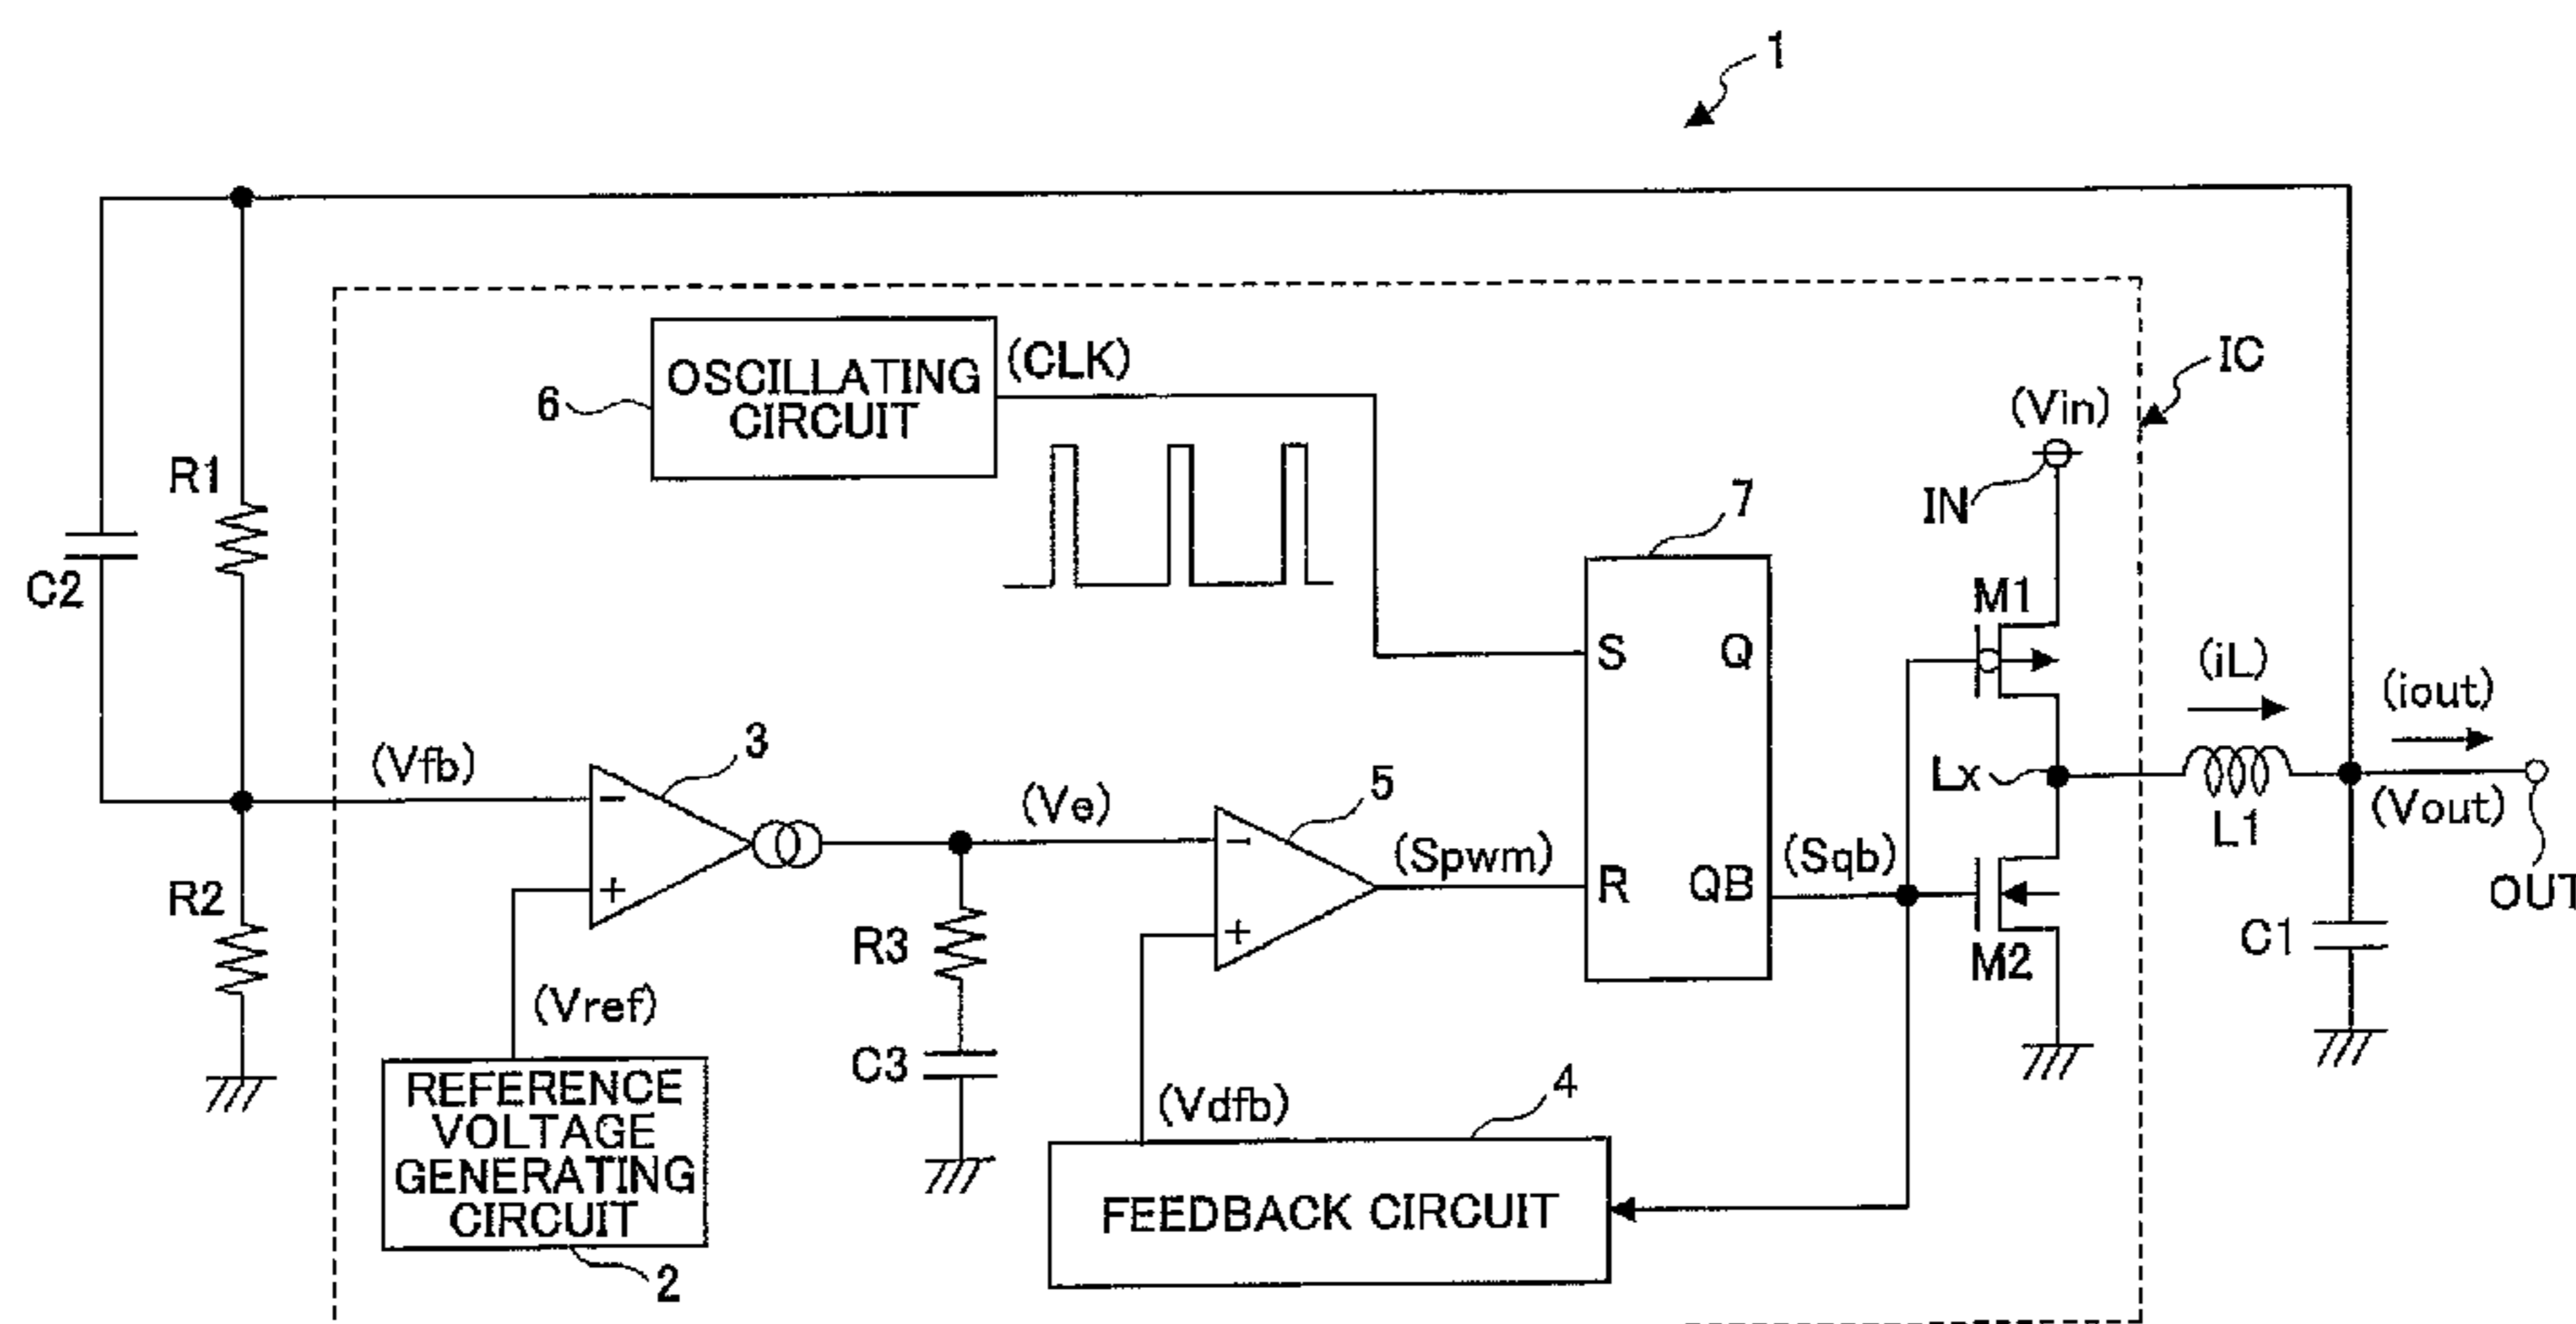 1
OSCILLATING
CIRCUIT
(CLK)
6
IC
(Vin)
IN
R1
C2
7
M1
S
Q
(iL)
(iout)
(Vfb)
3
(Ve)
5
Lx
L1
(Vout)
(Spwm)
R
QB
(Sqb)
OUT
R2
R3
M2
C1
(Vref)
C3
REFERENCE
VOLTAGE
GENERATING
CIRCUIT
2
(Vdfb)
4
FEEDBACK CIRCUIT